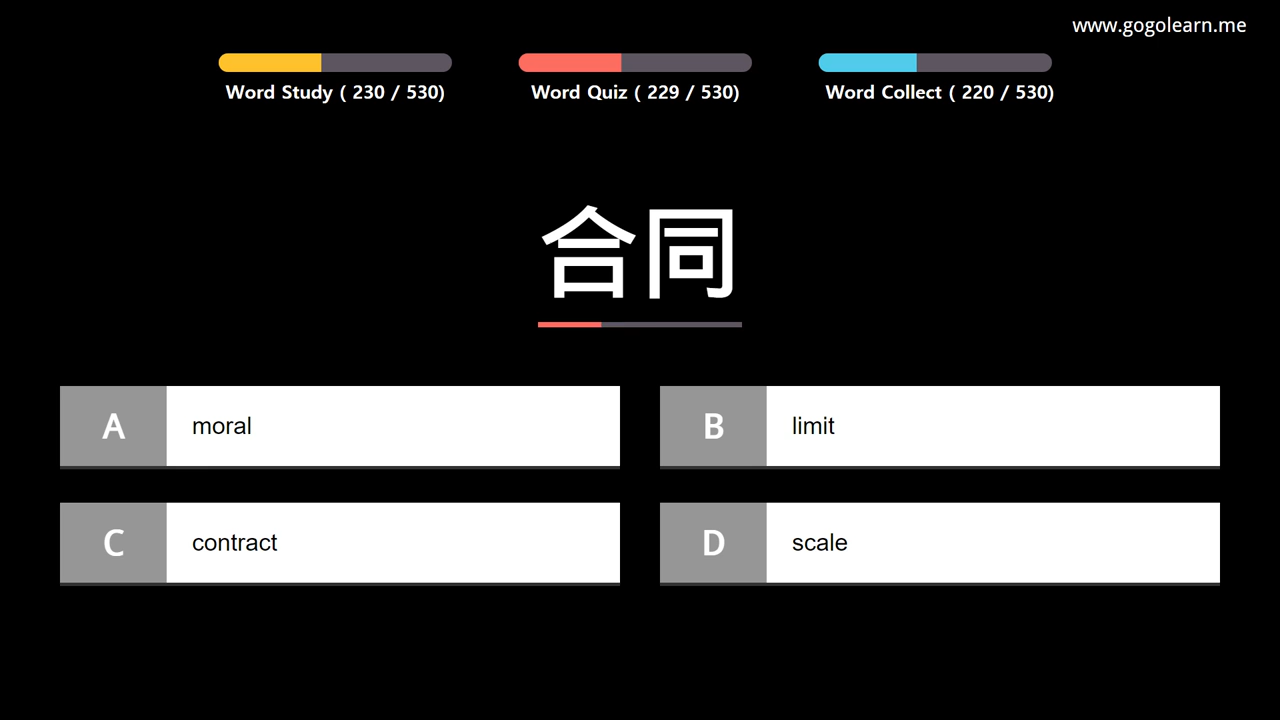 www.gogolearn.me
Word Study ( 230 / 530)
Word Quiz ( 229 / 530)
Word Collect ( 220 / 530)
合同
A moral
B limit
C contract
D scale